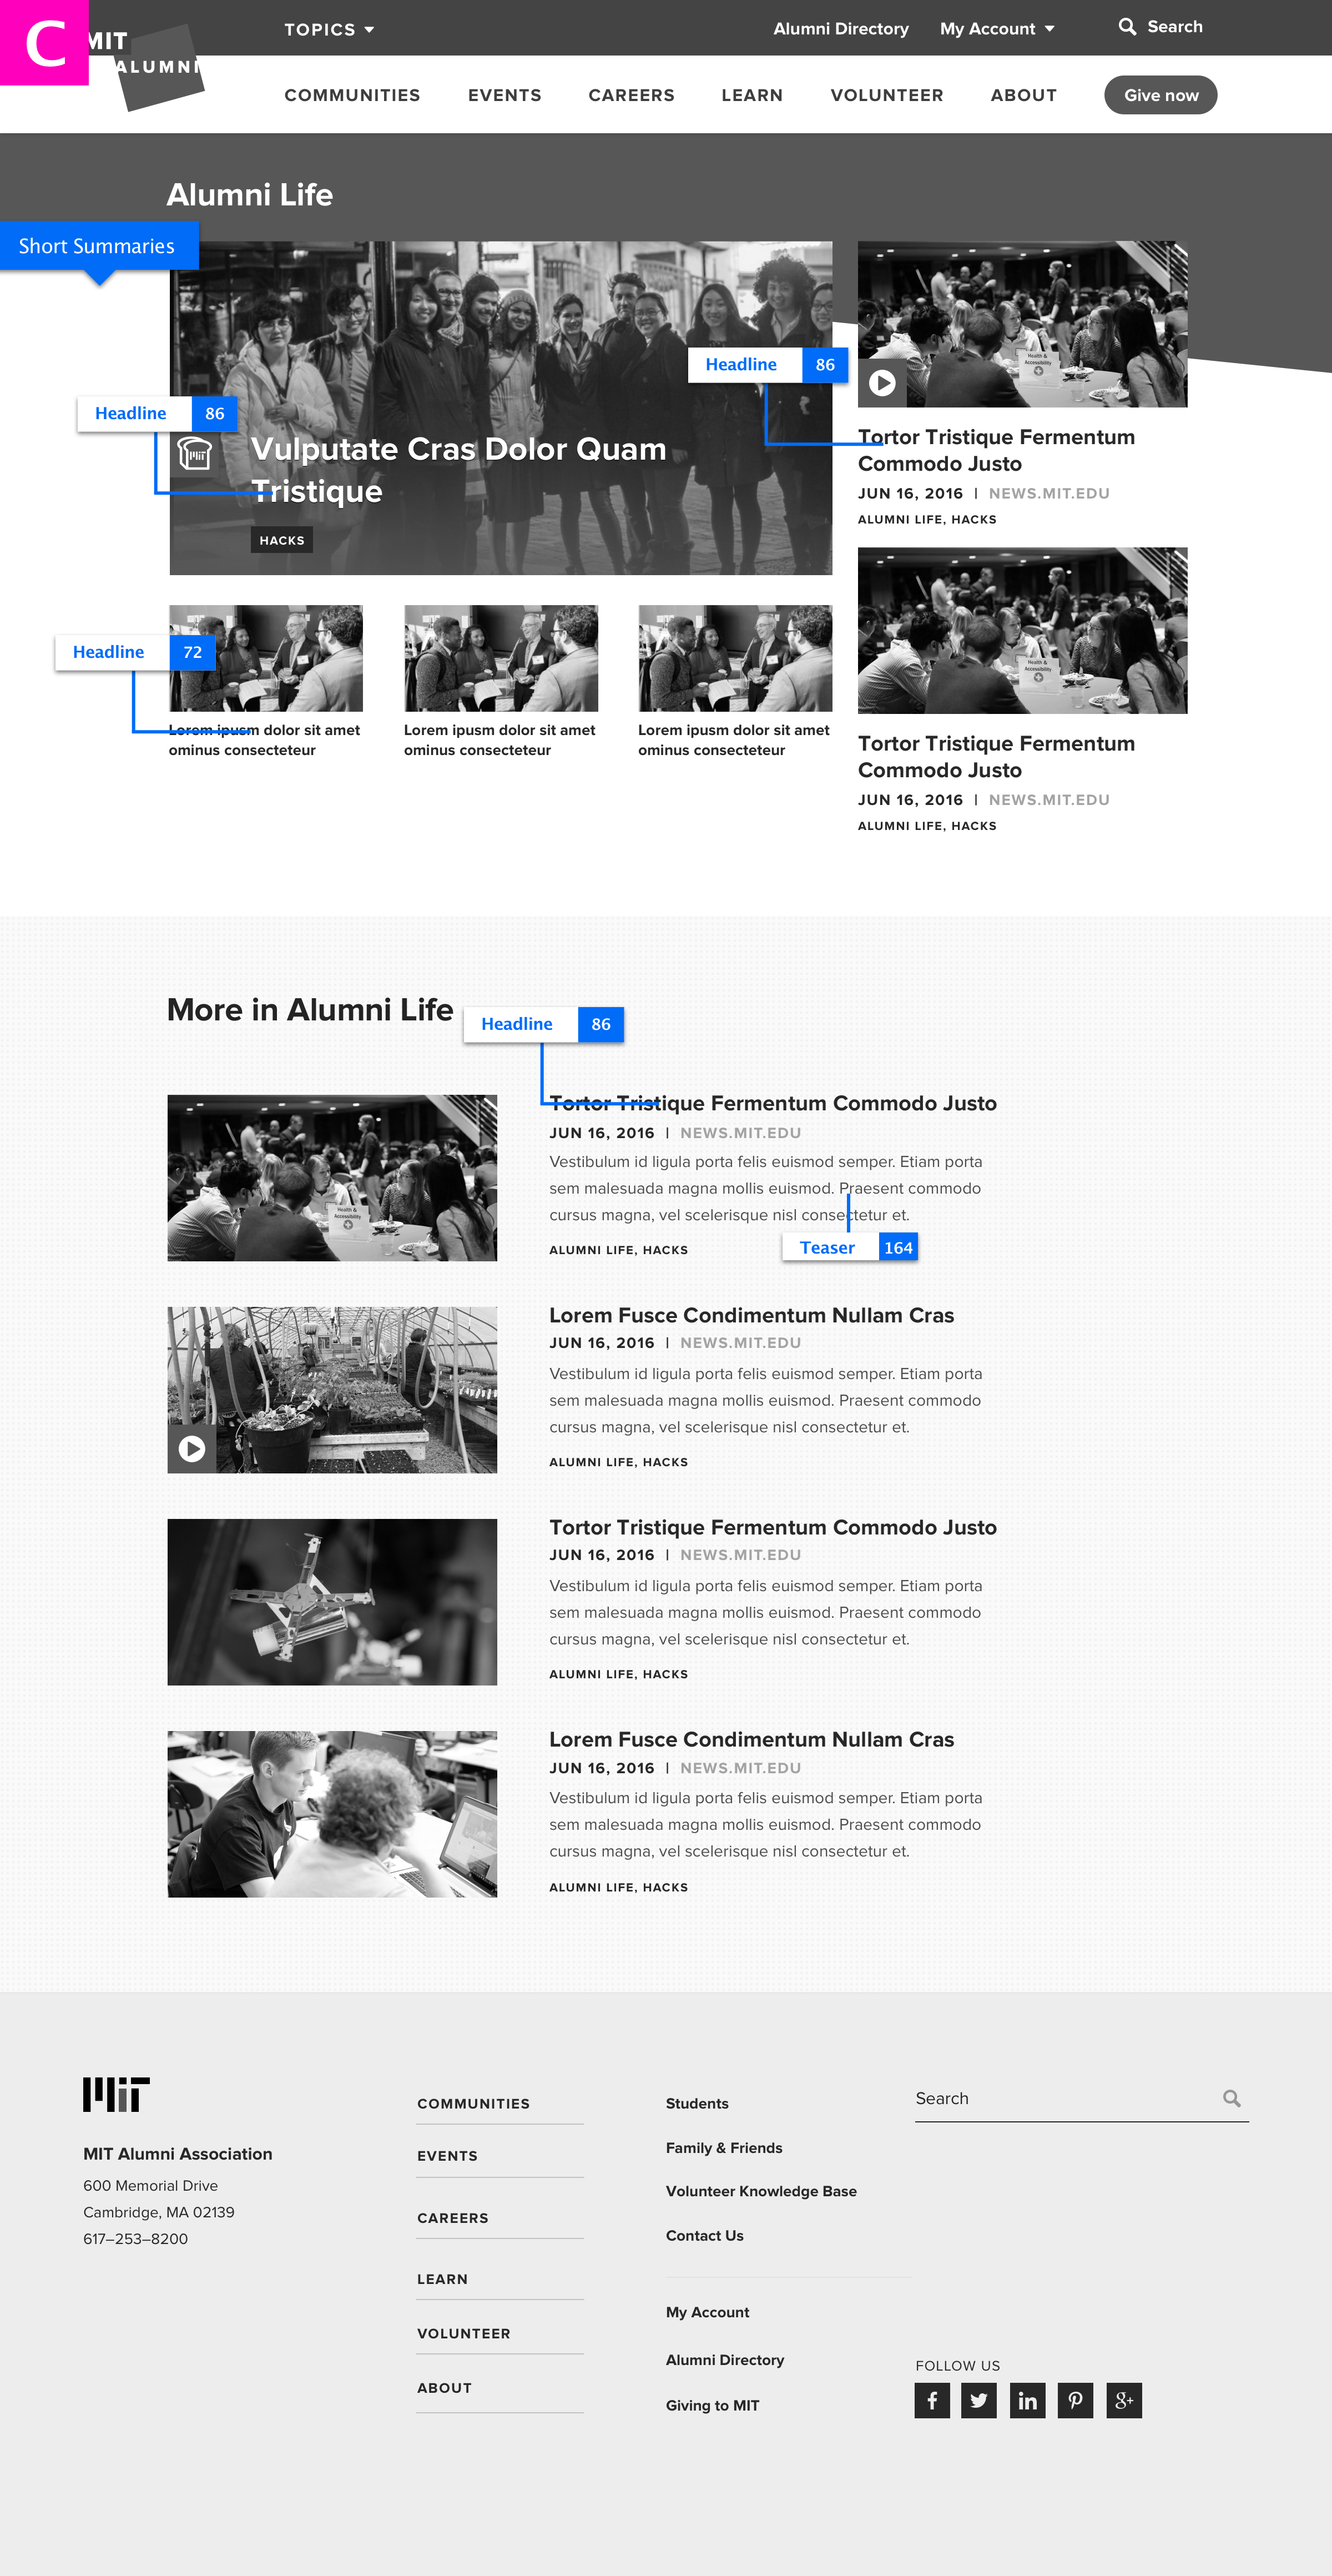 C
MIT
ALUMNI
TOPICS
Alumni Directory
My Account
Search
COMMUNITIES
EVENTS
CAREERS
LEARN
VOLUNTEER
ABOUT
Give now
Alumni Life
Short Summaries
Headline 86
Vulputate Cras Dolor Quam
Tristique
HACKS
Headline 86
Health &
Accessibility
Tortor Tristique Fermentum
Commodo Justo
JUN 16, 2016 | NEWS.MIT.EDU
ALUMNI LIFE, HACKS
Health &
Accessibility
Tortor Tristique Fermentum
Commodo Justo
JUN 16, 2016 | NEWS.MIT.EDU
ALUMNI LIFE, HACKS
Headline 72
Lorem ipusm dolor sit amet
ominus consecteteur
Lorem ipusm dolor sit amet
ominus consecteteur
Lorem ipusm dolor sit amet
ominus consecteteur
More in Alumni Life
Headline 86
Health &
Accessibility
Tortor Tristique Fermentum Commodo Justo
JUN 16, 2016 | NEWS.MIT.EDU
Vestibulum id ligula porta felis euismod semper. Etiam porta
sem malesuada magna mollis euismod. Praesent commodo
cursus magna, vel scelerisque nisl consectetur et.
Teaser 164
ALUMNI LIFE, HACKS
Lorem Fusce Condimentum Nullam Cras
JUN 16, 2016 | NEWS.MIT.EDU
Vestibulum id ligula porta felis euismod semper. Etiam porta
sem malesuada magna mollis euismod. Praesent commodo
cursus magna, vel scelerisque nisl consectetur et.
ALUMNI LIFE, HACKS
Tortor Tristique Fermentum Commodo Justo
JUN 16, 2016 | NEWS.MIT.EDU
Vestibulum id ligula porta felis euismod semper. Etiam porta
sem malesuada magna mollis euismod. Praesent commodo
cursus magna, vel scelerisque nisl consectetur et.
ALUMNI LIFE, HACKS
Lorem Fusce Condimentum Nullam Cras
JUN 16, 2016 | NEWS.MIT.EDU
Vestibulum id ligula porta felis euismod semper. Etiam porta
sem malesuada magna mollis euismod. Praesent commodo
cursus magna, vel scelerisque nisl consectetur et.
ALUMNI LIFE, HACKS
MIT
MIT Alumni Association
600 Memorial Drive
Cambridge, MA 02139
617–253–8200
COMMUNITIES
EVENTS
CAREERS
LEARN
VOLUNTEER
ABOUT
Students
Family & Friends
Volunteer Knowledge Base
Contact Us
My Account
Alumni Directory
Giving to MIT
Search
FOLLOW US